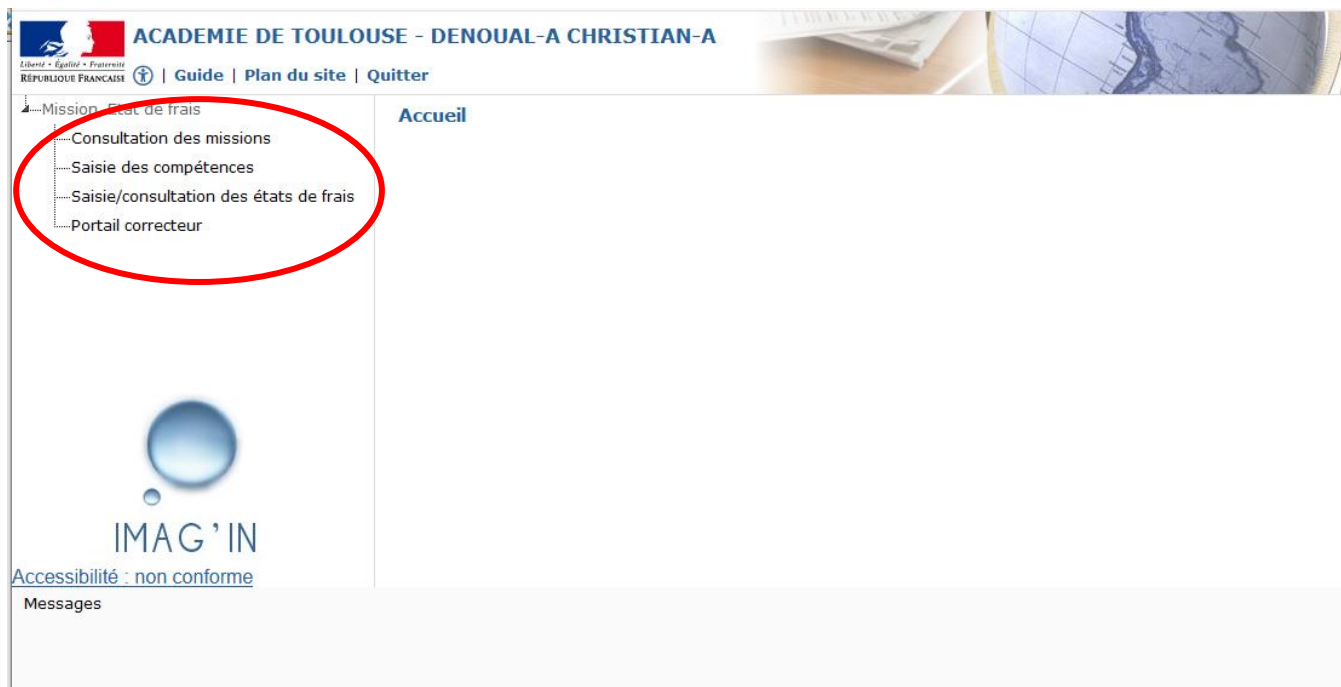 ACADEMIE DE TOULOUSE - DENOUAL-A CHRISTIAN-A
Liberté • Égalité • Fraternité
RÉPUBLIQUE FRANÇAISE
| Guide | Plan du site | Quitter
Mission, Etat de frais
Consultation des missions
Saisie des compétences
Saisie/consultation des états de frais
Portail correcteur
Accueil
IMAG'IN
Accessibilité : non conforme
Messages